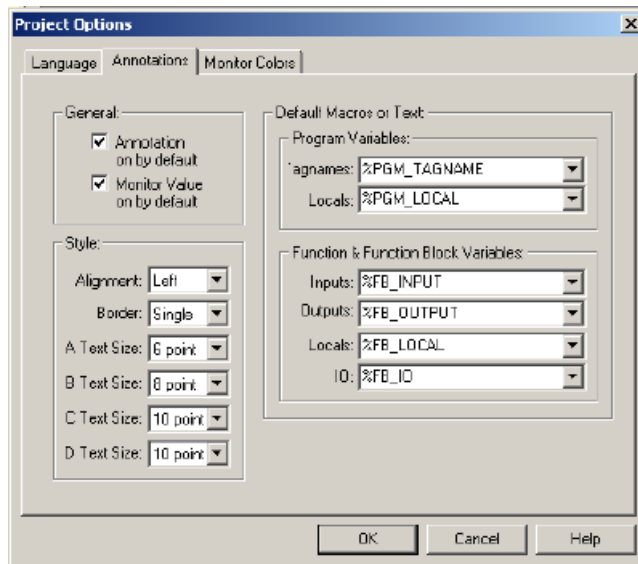 Project Options
Language Annotations Monitor Colors
General:
Annotation
on by default
Monitor Value
on by default
Style:
Alignment: Left
Border: Single
A Text Size: 6 point
B Text Size: 8 point
C Text Size: 10 point
D Text Size: 10 point
Default Macros or Text:
Program Variables:
Tagnames: %PGM_TAGNAME
Locals: %PGM_LOCAL
Function & Function Block Variables:
Inputs: %FB_INPUT
Outputs: %FB_OUTPUT
Locals: %FB_LOCAL
IO: %FB_IO
OK Cancel Help